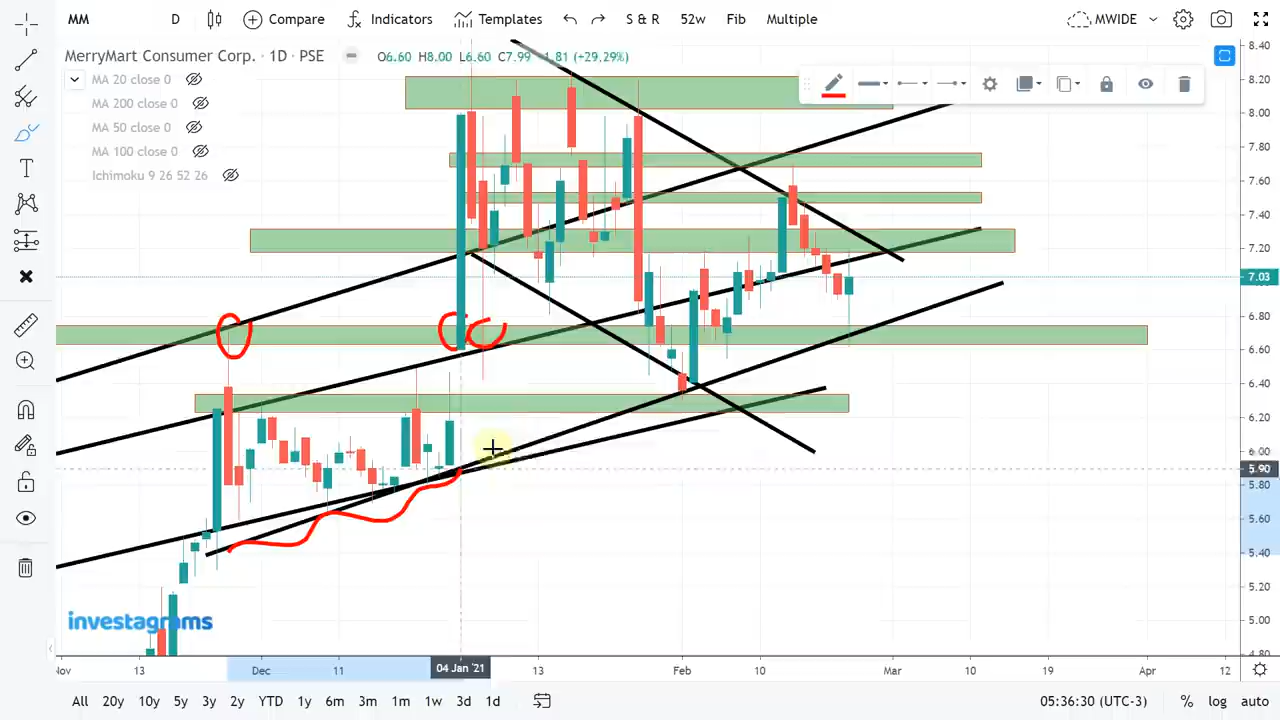 MM D Compare Indicators Templates S & R 52w Fib Multiple MWIDE
MerryMart Consumer Corp. · 1D · PSE O6.60 H8.00 L6.60 C7.99 1.81 (+29.29%)
MA 20 close 0
MA 200 close 0
MA 50 close 0
MA 100 close 0
Ichimoku 9 26 52 26
8.40
8.20
8.00
7.80
7.60
7.40
7.20
7.03
6.80
6.60
6.40
6.20
6.00
5.90
5.80
5.60
5.40
5.20
5.00
4.80
investagrams
Nov 13 Dec 11 04 Jan '21 13 Feb 10 Mar 10 19 Apr 12
All 20y 10y 5y 3y 2y YTD 1y 6m 3m 1m 1w 3d 1d 05:36:30 (UTC-3) % log auto